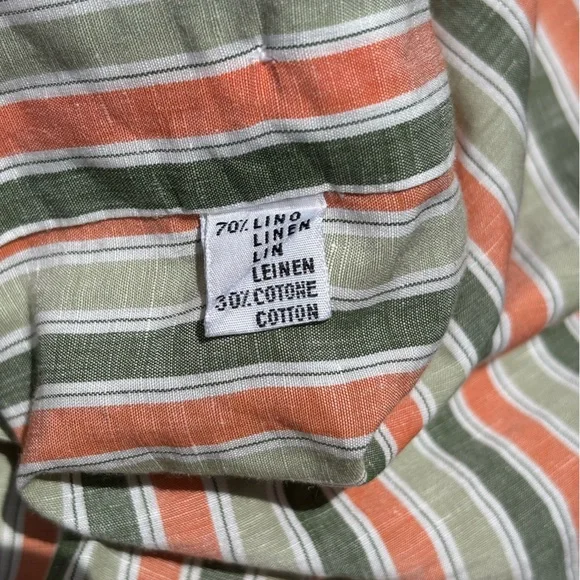 70% LINO
LINEN
LIN
LEINEN
30% COTONE
COTTON